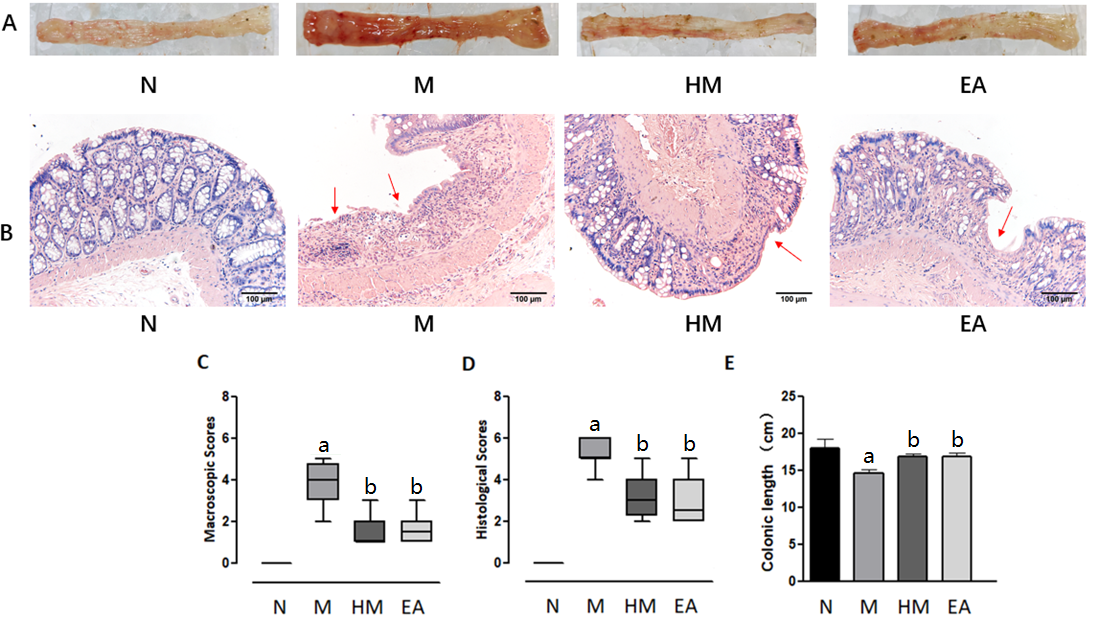 A
N M HM EA
B
100 μm 100 μm 100 μm 100 μm
N M HM EA
C
Macroscopic Scores
8
6
4
2
0
a
b b
N M HM EA
D
Histological Scores
8
6
4
2
0
a
b b
N M HM EA
E
Colonic length (cm)
25
20
15
10
5
0
a
b b
N M HM EA